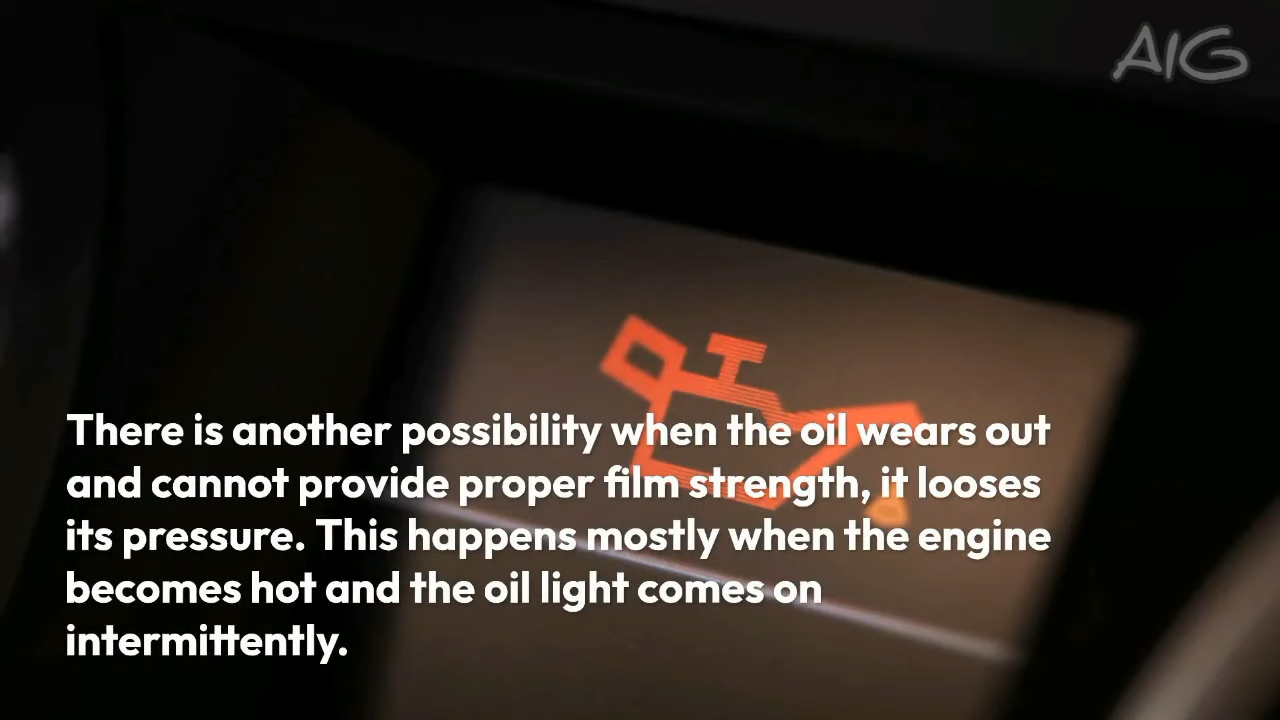 AIG
There is another possibility when the oil wears out
and cannot provide proper film strength, it looses
its pressure. This happens mostly when the engine
becomes hot and the oil light comes on
intermittently.